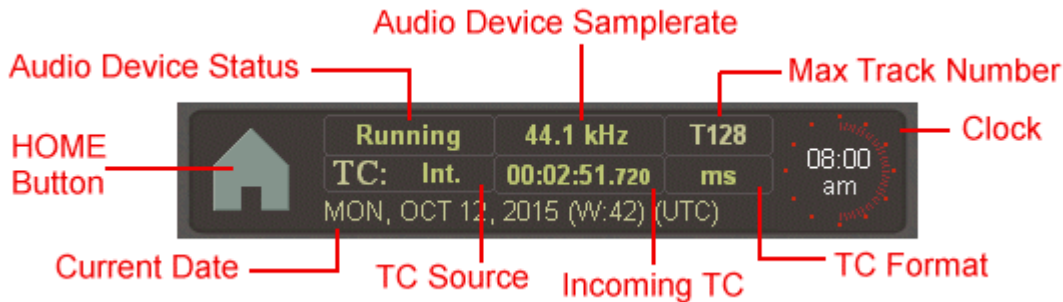 Audio Device Samplerate
Audio Device Status
Max Track Number
HOME
Button
Clock
Running 44.1 kHz T128
TC: Int. 00:02:51.720 ms
08:00
am
MON, OCT 12, 2015 (W:42) (UTC)
Current Date
TC Source
Incoming TC
TC Format